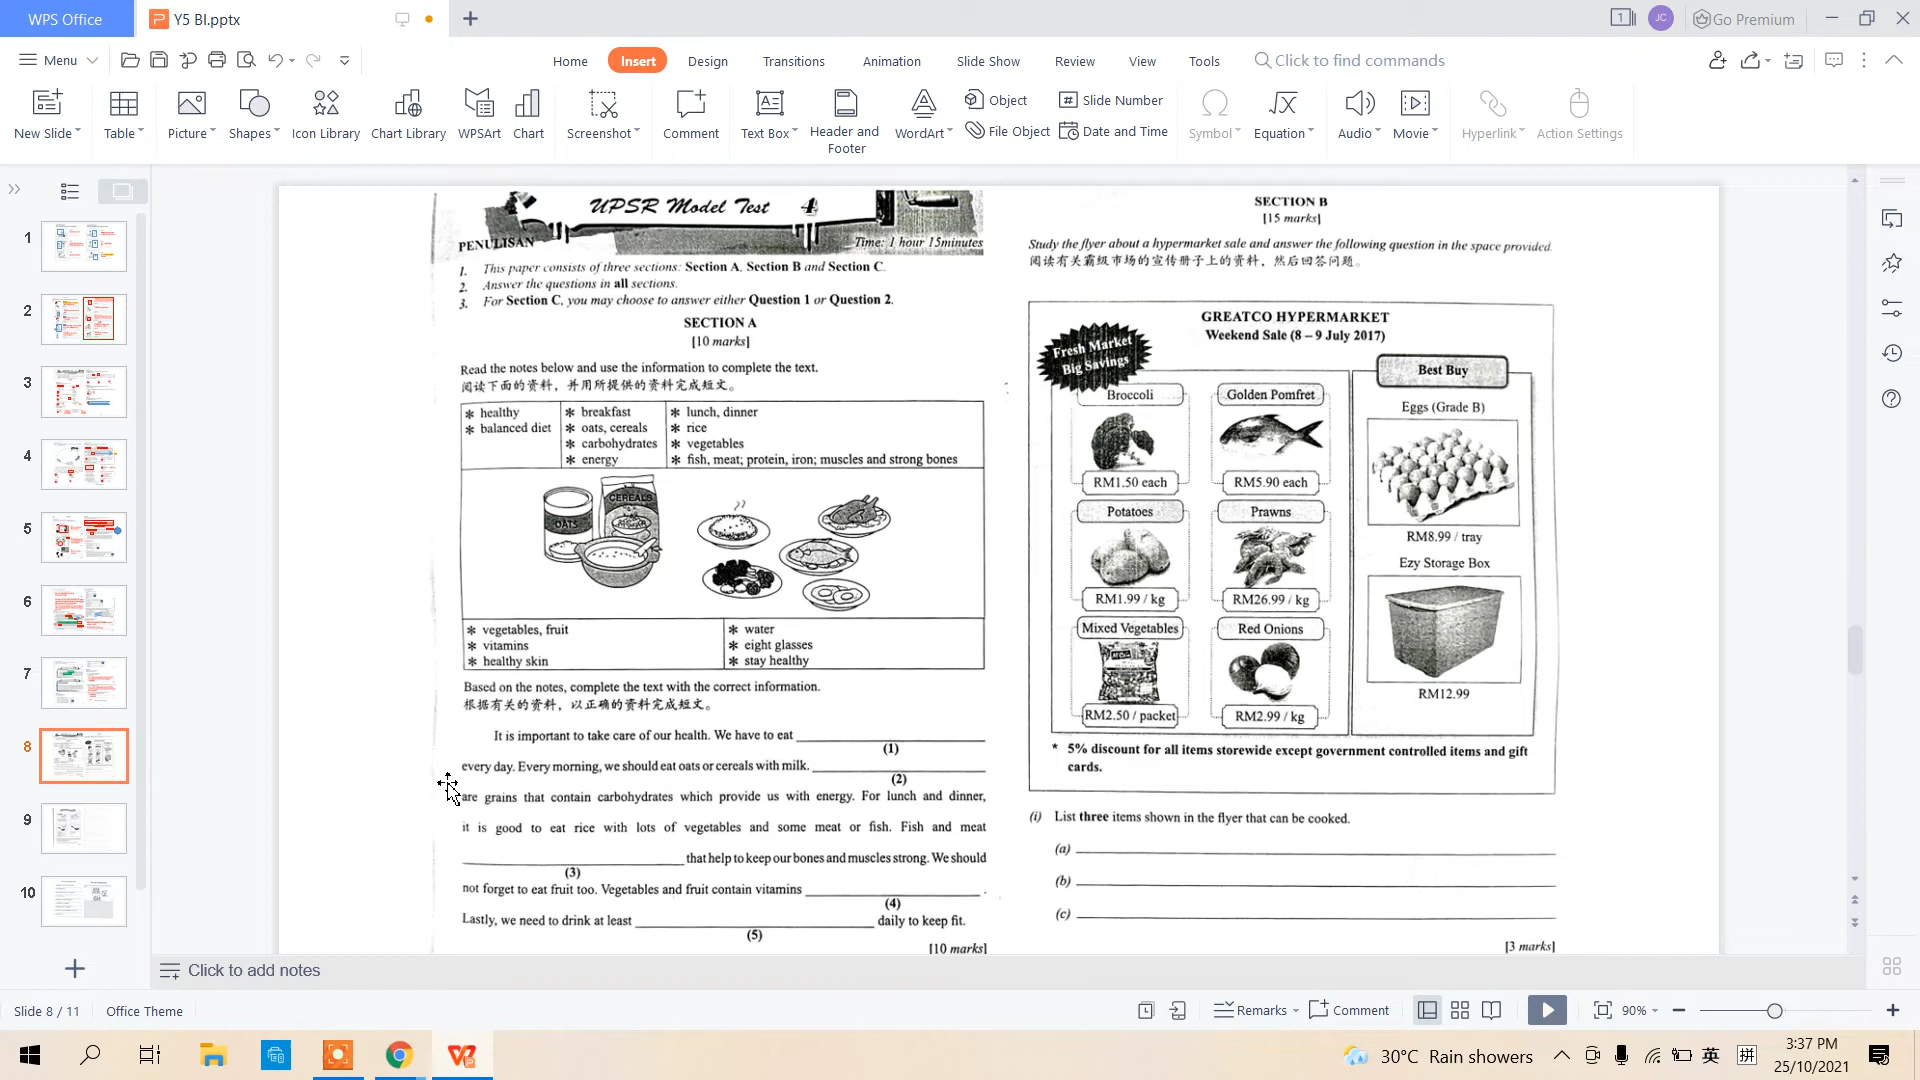 WPS Office
Y5 BI.pptx
1
JC
Go Premium
Menu
Home
Insert
Design
Transitions
Animation
Slide Show
Review
View
Tools
Click to find commands
New Slide
Table
Picture
Shapes
Icon Library
Chart Library
WPSArt
Chart
Screenshot
Comment
Text Box
Header and Footer
WordArt
Object
File Object
Slide Number
Date and Time
Symbol
Equation
Audio
Movie
Hyperlink
Action Settings
1
2
3
4
5
6
7
8
9
10
UPSR Model Test 4
PENULISAN
Time: 1 hour 15minutes
1. This paper consists of three sections: Section A, Section B and Section C.
2. Answer the questions in all sections.
3. For Section C, you may choose to answer either Question 1 or Question 2.
SECTION A
[10 marks]
Read the notes below and use the information to complete the text.
阅读下面的资料，并用所提供的资料完成短文。
* healthy
* balanced diet
* breakfast
* oats, cereals
* carbohydrates
* energy
* lunch, dinner
* rice
* vegetables
* fish, meat; protein, iron; muscles and strong bones
OATS
CEREALS
* vegetables, fruit
* vitamins
* healthy skin
* water
* eight glasses
* stay healthy
Based on the notes, complete the text with the correct information.
根据有关的资料，以正确的资料完成短文。
It is important to take care of our health. We have to eat
(1)
every day. Every morning, we should eat oats or cereals with milk.
(2)
are grains that contain carbohydrates which provide us with energy. For lunch and dinner,
it is good to eat rice with lots of vegetables and some meat or fish. Fish and meat
that help to keep our bones and muscles strong. We should
(3)
not forget to eat fruit too. Vegetables and fruit contain vitamins .
(4)
Lastly, we need to drink at least daily to keep fit.
(5)
[10 marks]
SECTION B
[15 marks]
Study the flyer about a hypermarket sale and answer the following question in the space provided.
阅读有关霸级市场的宣传册子上的资料，然后回答问题。
GREATCO HYPERMARKET
Weekend Sale (8 – 9 July 2017)
Fresh Market
Big Savings
Broccoli
RM1.50 each
Golden Pomfret
RM5.90 each
Potatoes
RM1.99 / kg
Prawns
RM26.99 / kg
Mixed Vegetables
RM2.50 / packet
Red Onions
RM2.99 / kg
Best Buy
Eggs (Grade B)
RM8.99 / tray
Ezy Storage Box
RM12.99
* 5% discount for all items storewide except government controlled items and gift
cards.
(i) List three items shown in the flyer that can be cooked.
(a)
(b)
(c)
[3 marks]
Click to add notes
Slide 8 / 11
Office Theme
Remarks
Comment
90%
30°C Rain showers
英
拼
3:37 PM
25/10/2021